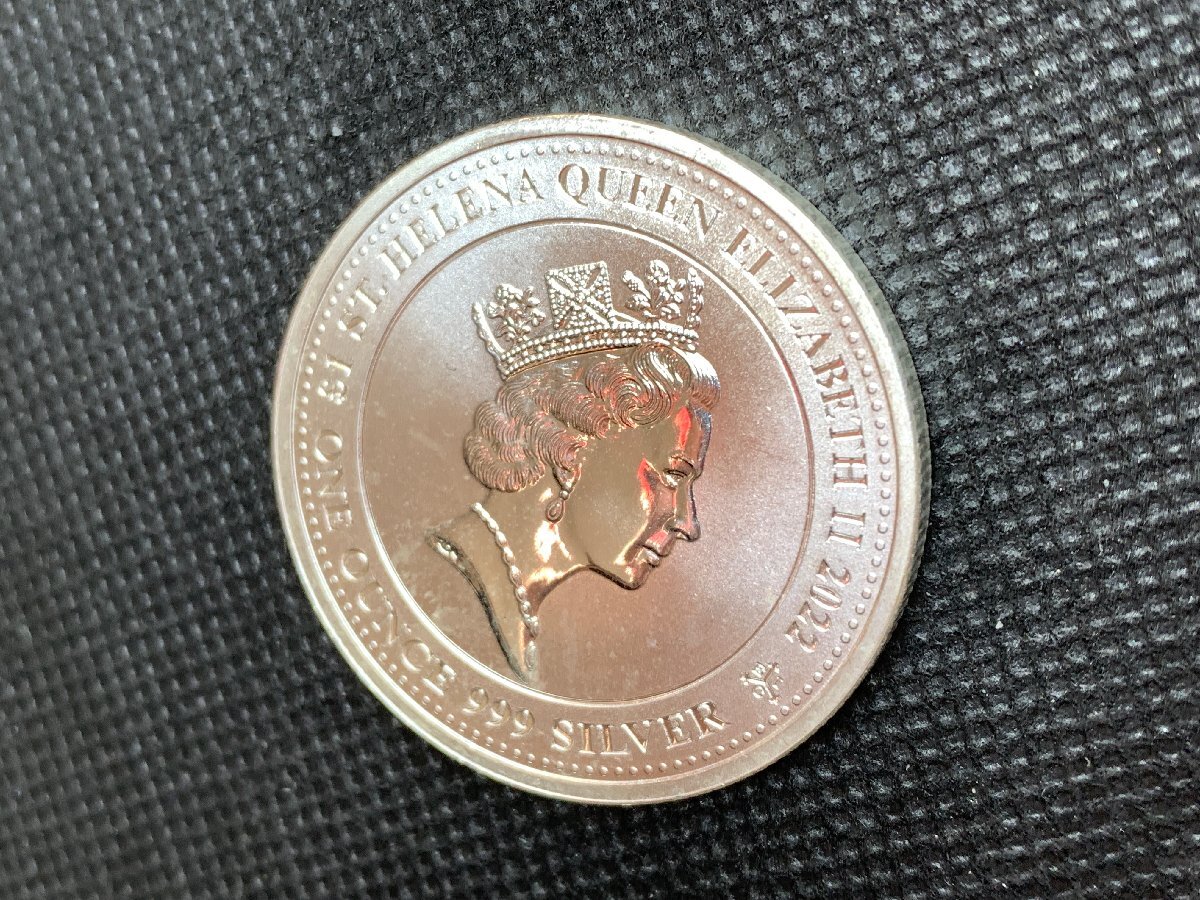 ST. HELENA QUEEN ELIZABETH II 2022
ONE OUNCE 999 SILVER
£1